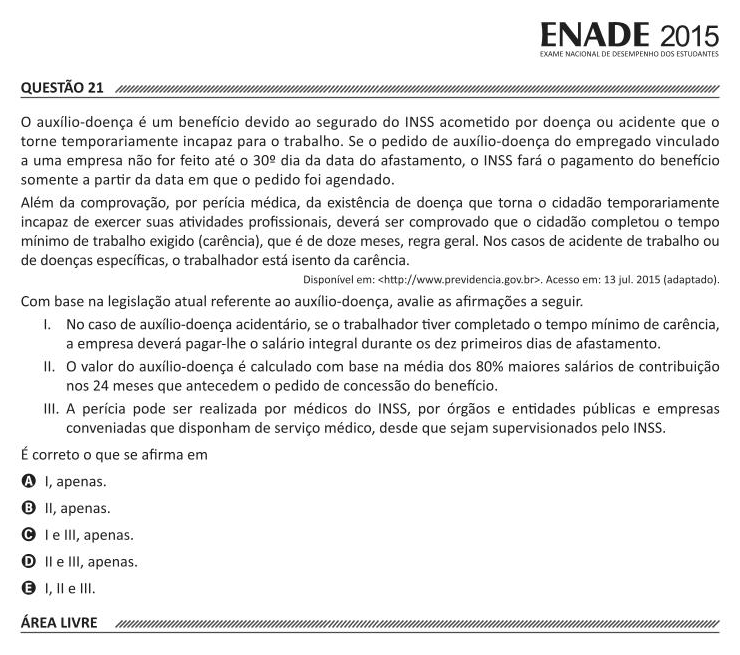 ENADE 2015
EXAME NACIONAL DE DESEMPENHO DOS ESTUDANTES
QUESTÃO 21
O auxílio-doença é um benefício devido ao segurado do INSS acometido por doença ou acidente que o
torne temporariamente incapaz para o trabalho. Se o pedido de auxílio-doença do empregado vinculado
a uma empresa não for feito até o 30º dia da data do afastamento, o INSS fará o pagamento do benefício
somente a partir da data em que o pedido foi agendado.
Além da comprovação, por perícia médica, da existência de doença que torna o cidadão temporariamente
incapaz de exercer suas atividades profissionais, deverá ser comprovado que o cidadão completou o tempo
mínimo de trabalho exigido (carência), que é de doze meses, regra geral. Nos casos de acidente de trabalho ou
de doenças específicas, o trabalhador está isento da carência.
Disponível em: <http://www.previdencia.gov.br>. Acesso em: 13 jul. 2015 (adaptado).
Com base na legislação atual referente ao auxílio-doença, avalie as afirmações a seguir.
I. No caso de auxílio-doença acidentário, se o trabalhador tiver completado o tempo mínimo de carência,
a empresa deverá pagar-lhe o salário integral durante os dez primeiros dias de afastamento.
II. O valor do auxílio-doença é calculado com base na média dos 80% maiores salários de contribuição
nos 24 meses que antecedem o pedido de concessão do benefício.
III. A perícia pode ser realizada por médicos do INSS, por órgãos e entidades públicas e empresas
conveniadas que disponham de serviço médico, desde que sejam supervisionados pelo INSS.
É correto o que se afirma em
A I, apenas.
B II, apenas.
C I e III, apenas.
D II e III, apenas.
E I, II e III.
ÁREA LIVRE